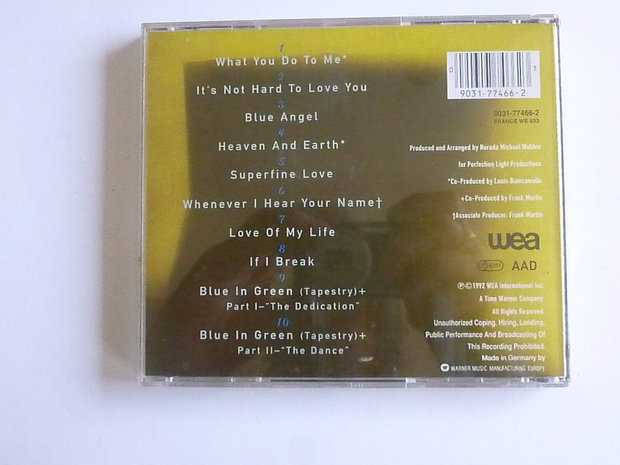 1
What You Do To Me*
2
It's Not Hard To Love You
3
Blue Angel
4
Heaven And Earth*
5
Superfine Love
6
Whenever I Hear Your Name†
7
Love Of My Life
8
If I Break
9
Blue In Green (Tapestry)+
Part I–"The Dedication"
10
Blue In Green (Tapestry)+
Part II–"The Dance"
0 3
9031-77466-2
9031-77466-2
FRANCE WE 833
Produced and Arranged by Narada Michael Walden
for Perfection Light Productions
*Co-Produced by Louis Biancaniello
+Co-Produced by Frank Martin
†Associate Producer: Frank Martin
wea
LC 4281 AAD
Ⓟ©1992 WEA International Inc.
A Time Warner Company
All Rights Reserved.
Unauthorized Coping, Hiring, Lending,
Public Performance and Broadcasting Of
This Recording Prohibited.
Made in Germany by
WARNER MUSIC MANUFACTURING EUROPE